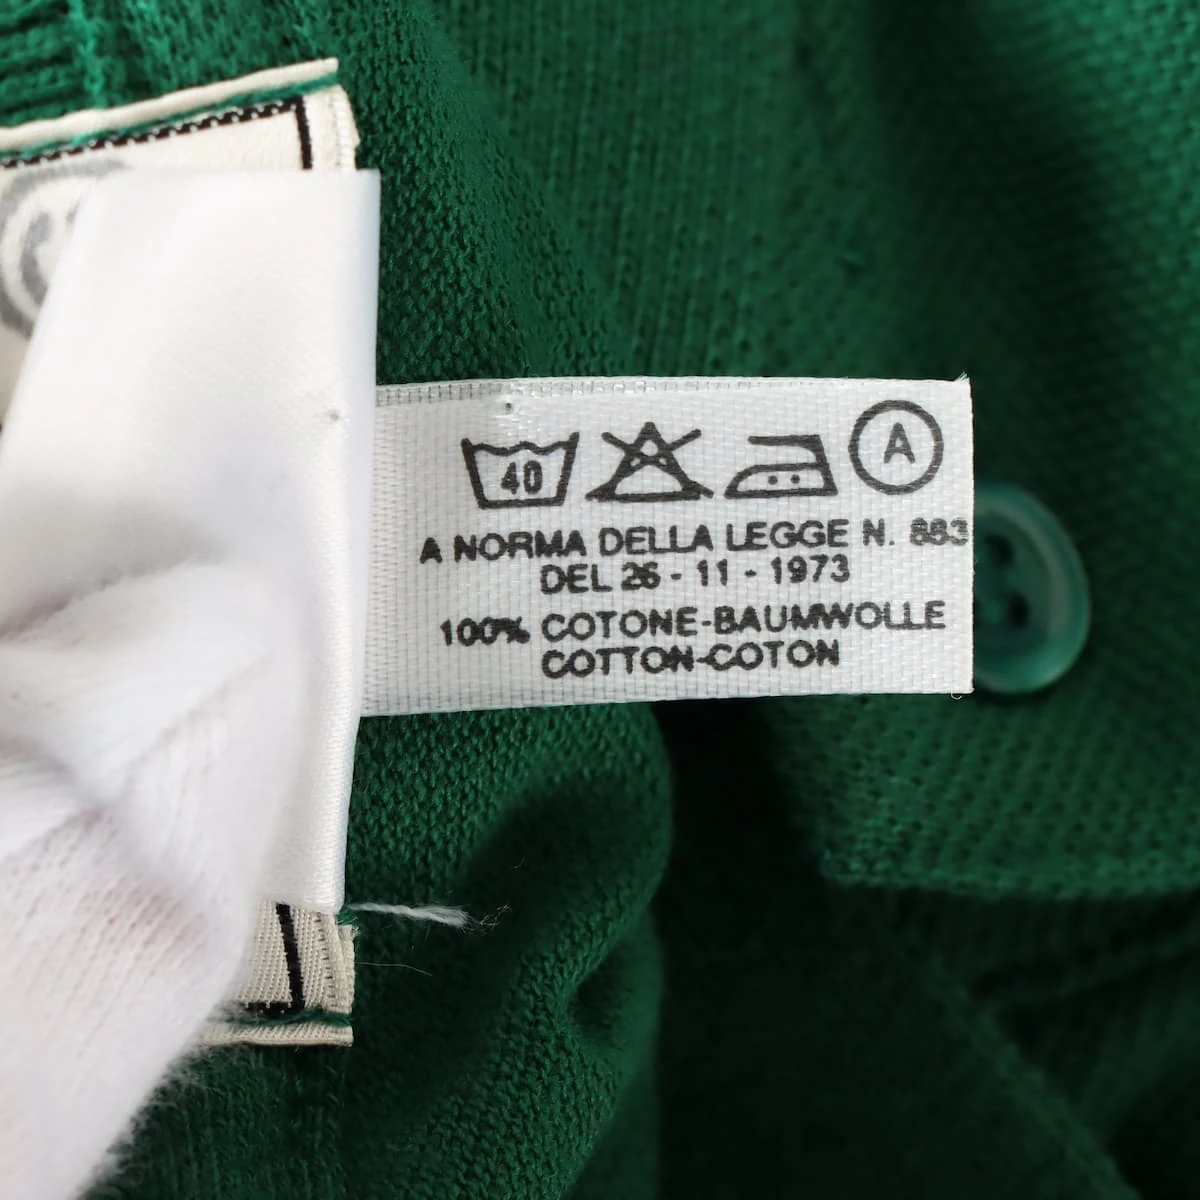 40 A
A NORMA DELLA LEGGE N. 883
DEL 26 - 11 - 1973
100% COTONE-BAUMWOLLE
COTTON-COTON